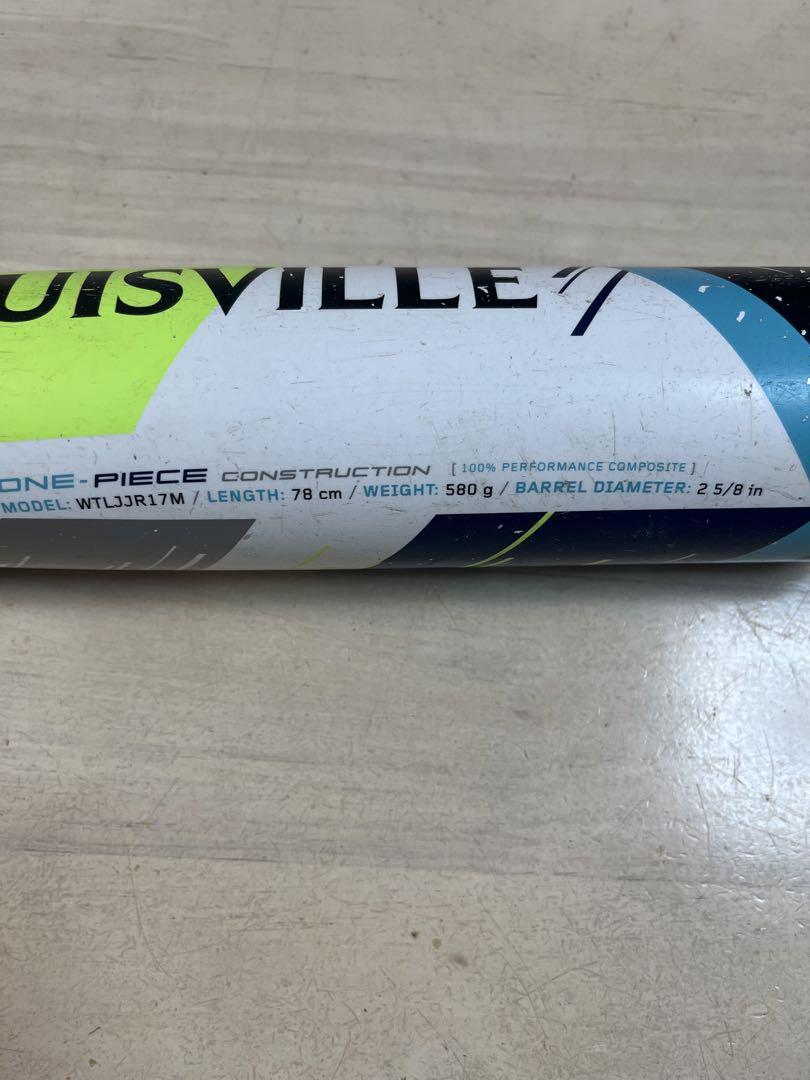 UISVILLE
ONE-PIECE CONSTRUCTION [100% PERFORMANCE COMPOSITE]
MODEL: WTLJJR17M / LENGTH: 78 cm / WEIGHT: 580 g / BARREL DIAMETER: 2 5/8 in